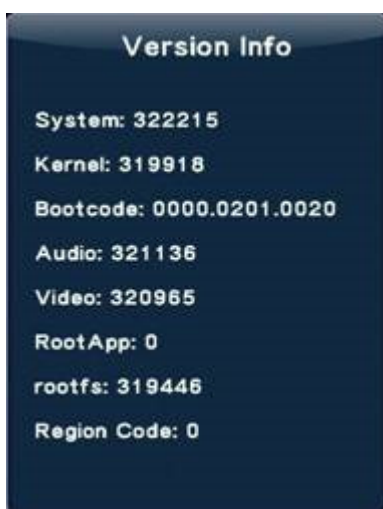 Version Info
System: 322215
Kernel: 319918
Bootcode: 0000.0201.0020
Audio: 321136
Video: 320965
RootApp: 0
rootfs: 319446
Region Code: 0